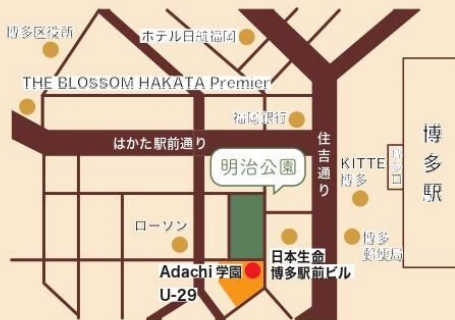 博多区役所
ホテル日航福岡
THE BLOSSOM HAKATA Premier
福岡銀行
はかた駅前通り
住吉通り
明治公園
KITTE
博多
博多口
博多駅
ローソン
博多
郵便局
日本生命
博多駅前ビル
Adachi 学園
U-29